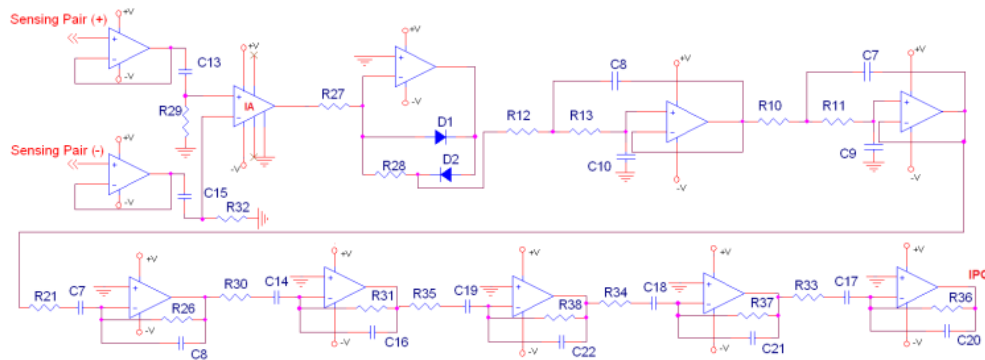 Sensing Pair (+)
+V
-V
C13
R29
+V
IA
-V
Sensing Pair (-)
+V
-V
C15
R32
R27
+V
-V
D1
D2
R28
R12
C8
R13
C10
+V
-V
R10
C7
R11
C9
+V
-V
R21
C7
+V
R26
-V
C8
R30
C14
+V
R31
-V
C16
R35
C19
+V
R38
-V
C22
R34
C18
+V
R37
-V
C21
R33
C17
+V
R36
-V
C20
IPG